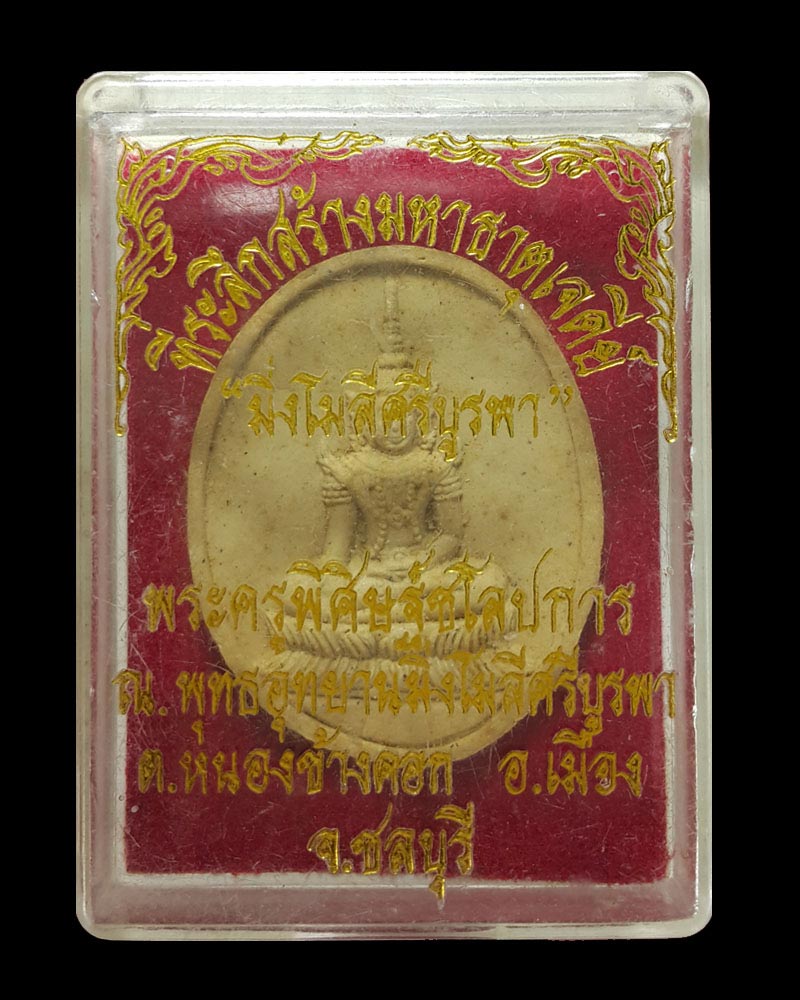 ที่ระลึกสร้างมหาธาตุเจดีย์
"มิ่งโมลีศรีบูรพา"
พระครูพิศิษฐ์ชโลปการ
ณ. พุทธอุทยานมิ่งโมลีศรีบูรพา
ต.หนองข้างคอก อ.เมือง
จ.ชลบุรี